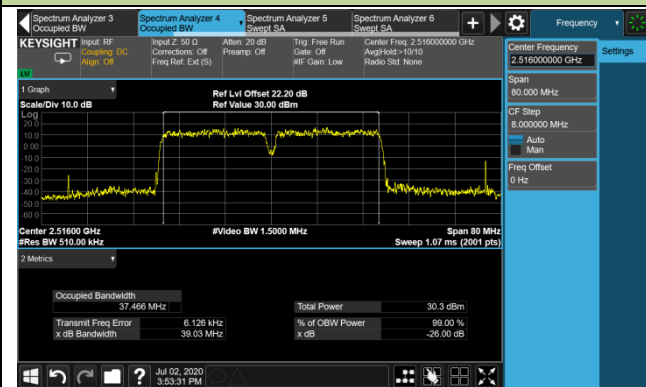 Spectrum Analyzer 3
Occupied BW
Spectrum Analyzer 4
Occupied BW
Spectrum Analyzer 5
Swept SA
Spectrum Analyzer 6
Swept SA
Frequency
KEYSIGHT
Input: RF
Coupling: DC
Align: Off
Input Z: 50 Ω
Corrections: Off
Freq Ref: Ext (S)
Atten: 20 dB
Preamp: Off
Trig: Free Run
Gate: Off
#IF Gain: Low
Center Freq: 2.516000000 GHz
Avg|Hold:>10/10
Radio Std: None
Center Frequency
2.516000000 GHz
Settings
Span
80.000 MHz
CF Step
8.000000 MHz
Auto
Man
Freq Offset
0 Hz
1 Graph
Scale/Div 10.0 dB
Ref Lvl Offset 22.20 dB
Ref Value 30.00 dBm
Log
20.0
10.0
0.00
-10.0
-20.0
-30.0
-40.0
-50.0
-60.0
Center 2.51600 GHz
#Res BW 510.00 kHz
#Video BW 1.5000 MHz
Span 80 MHz
Sweep 1.07 ms (2001 pts)
2 Metrics
Occupied Bandwidth
37.466 MHz
Total Power 30.3 dBm
Transmit Freq Error 6.126 kHz
% of OBW Power 99.00 %
x dB Bandwidth 39.03 MHz
x dB -26.00 dB
Jul 02, 2020
3:53:31 PM